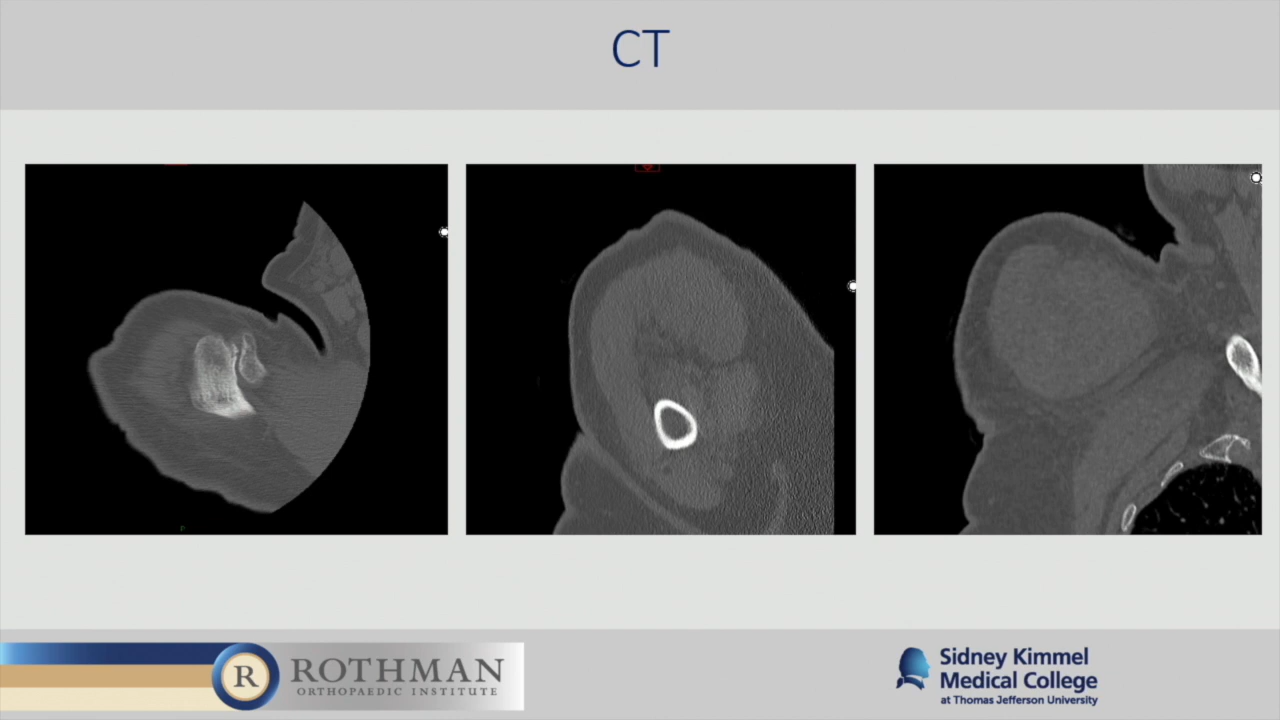 CT
R
ROTHMAN
ORTHOPAEDIC INSTITUTE
Sidney Kimmel
Medical College
at Thomas Jefferson University